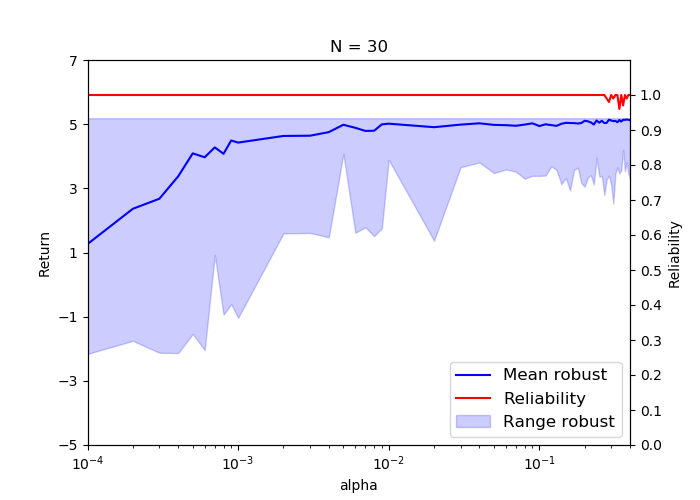 N = 30
7
5
3
1
−1
−3
−5
Return
1.0
0.9
0.8
0.7
0.6
0.5
0.4
0.3
0.2
0.1
0.0
Reliability
Mean robust
Reliability
Range robust
10⁻⁴ 10⁻³ 10⁻² 10⁻¹
alpha